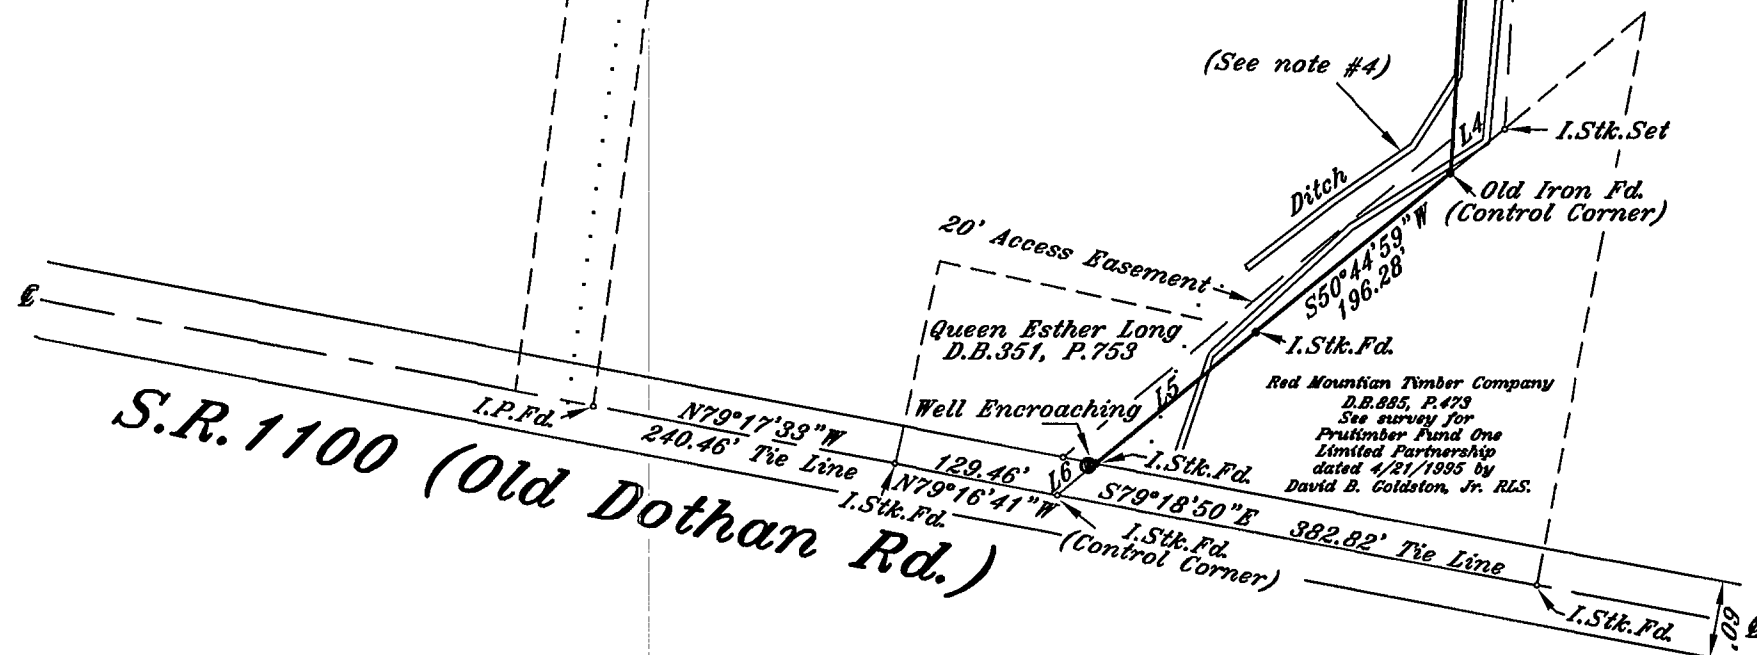 (See note #4)
L4
I.Stk.Set
Ditch
Old Iron Fd.
(Control Corner)
20' Access Easement
S50°44'59"W
196.28'
℄
Queen Esther Long
D.B.351, P.753
I.Stk.Fd.
Red Mountian Timber Company
D.B.885, P.473
See survey for
Prutimber Fund One
Limited Partnership
dated 4/21/1995 by
David B. Goldston, Jr. RLS.
L5
Well Encroaching
I.P.Fd.
N79°17'33"W
240.46' Tie Line
129.46'
N79°16'41"W
L6
I.Stk.Fd.
I.Stk.Fd.
S79°18'50"E
382.82' Tie Line
I.Stk.Fd.
(Control Corner)
S.R.1100 (Old Dothan Rd.)
I.Stk.Fd.
60'
℄